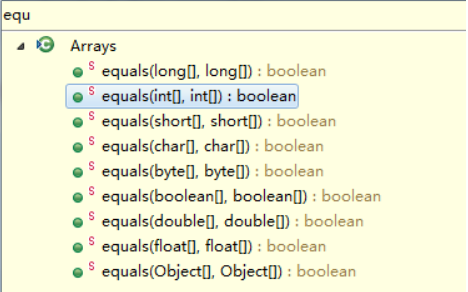 equ
Arrays
equals(long[], long[]) : boolean
equals(int[], int[]) : boolean
equals(short[], short[]) : boolean
equals(char[], char[]) : boolean
equals(byte[], byte[]) : boolean
equals(boolean[], boolean[]) : boolean
equals(double[], double[]) : boolean
equals(float[], float[]) : boolean
equals(Object[], Object[]) : boolean